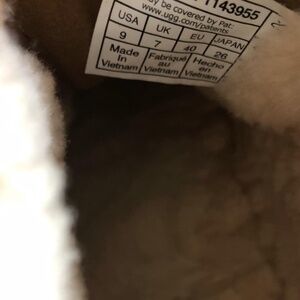 1143955
may be covered by Pat:
www.ugg.com/patents
USA UK EU JAPAN
9 7 40 26
Made Fabriqué Hecho
In au en
Vietnam Vietnam Vietnam